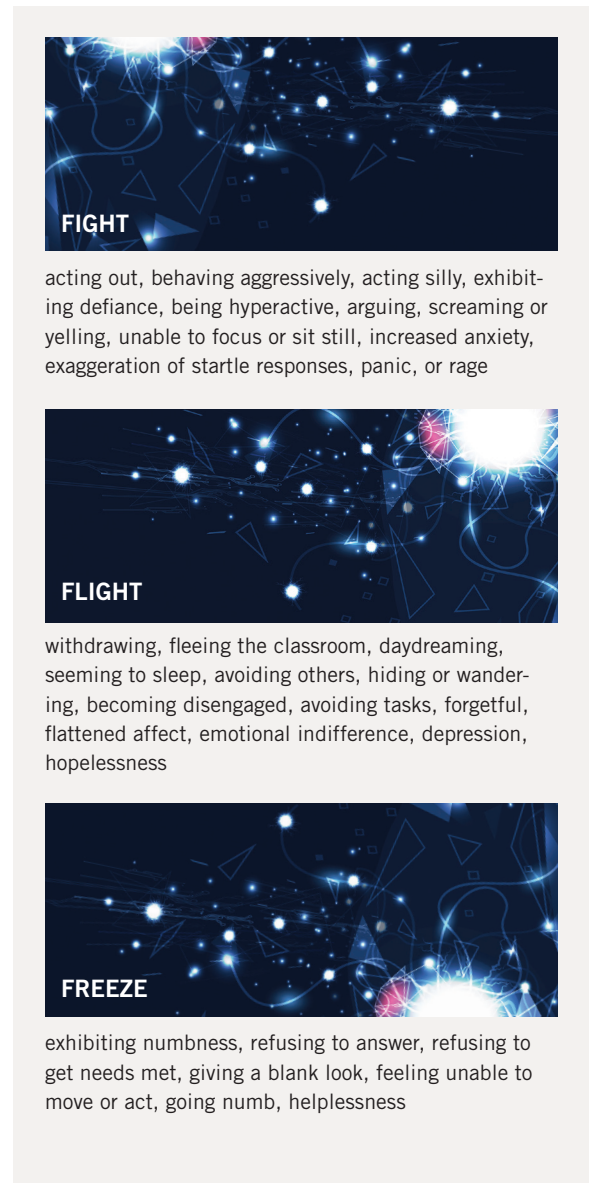 FIGHT
acting out, behaving aggressively, acting silly, exhibit-
ing defiance, being hyperactive, arguing, screaming or
yelling, unable to focus or sit still, increased anxiety,
exaggeration of startle responses, panic, or rage
FLIGHT
withdrawing, fleeing the classroom, daydreaming,
seeming to sleep, avoiding others, hiding or wander-
ing, becoming disengaged, avoiding tasks, forgetful,
flattened affect, emotional indifference, depression,
hopelessness
FREEZE
exhibiting numbness, refusing to answer, refusing to
get needs met, giving a blank look, feeling unable to
move or act, going numb, helplessness